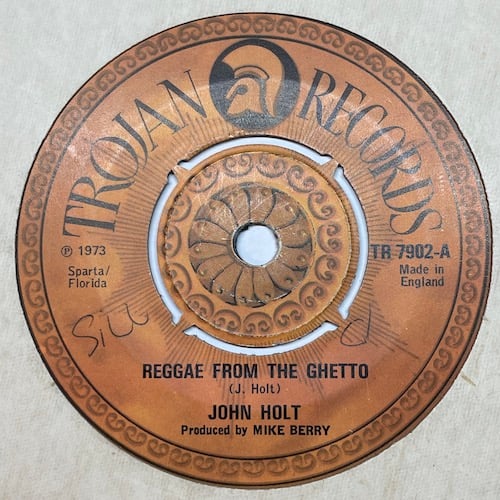 TROJAN RECORDS
℗ 1973
Sparta/
Florida
TR 7902-A
Made in
England
REGGAE FROM THE GHETTO
(J. Holt)
JOHN HOLT
Produced by MIKE BERRY